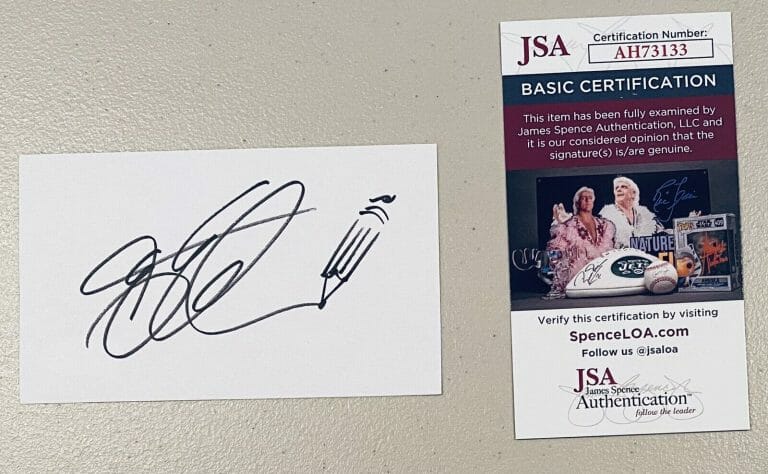 JSA
Certification Number:
AH73133
BASIC CERTIFICATION
This item has been fully examined by
James Spence Authentication, LLC and
it is our considered opinion that the
signature(s) is/are genuine.
NATURE
JETS
Verify this certification by visiting
SpenceLOA.com
Follow us @jsaloa
JSA
James Spence
Authentication™
follow the leader